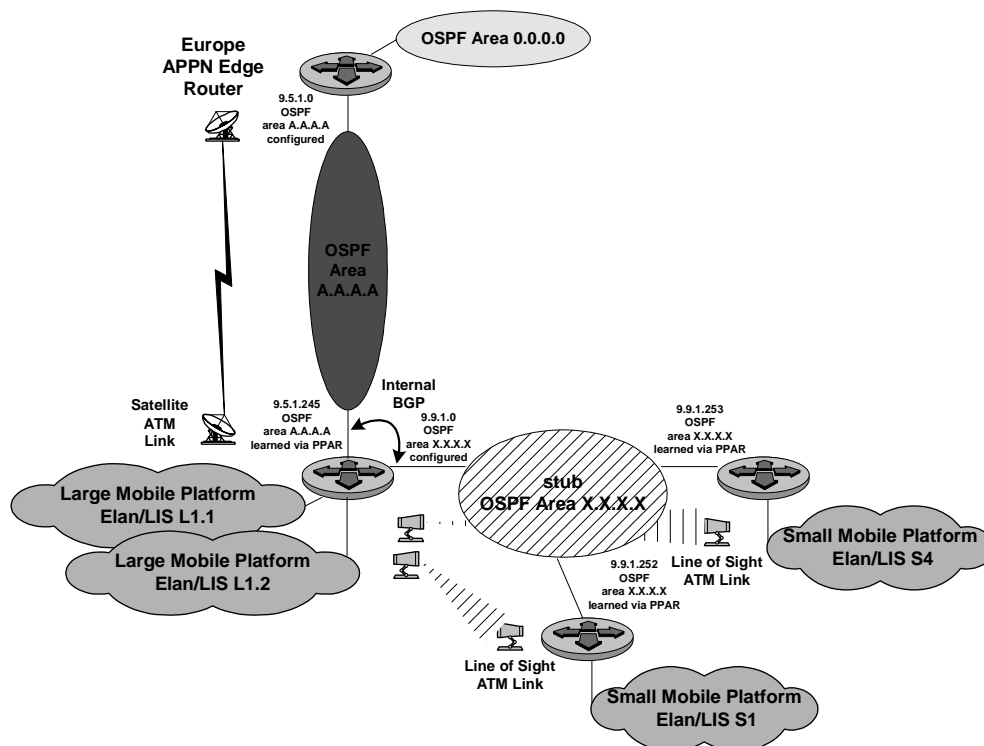 OSPF Area 0.0.0.0
Europe
APPN Edge
Router
9.5.1.0
OSPF
area A.A.A.A
configured
OSPF
Area
A.A.A.A
Satellite
ATM
Link
9.5.1.245
OSPF
area A.A.A.A
learned via PPAR
Internal
BGP
9.9.1.0
OSPF
area X.X.X.X
configured
9.9.1.253
OSPF
area X.X.X.X
learned via PPAR
stub
OSPF Area X.X.X.X
Large Mobile Platform
Elan/LIS L1.1
Large Mobile Platform
Elan/LIS L1.2
Line of Sight
ATM Link
Small Mobile Platform
Elan/LIS S4
9.9.1.252
OSPF
area X.X.X.X
learned via PPAR
Line of Sight
ATM Link
Small Mobile Platform
Elan/LIS S1